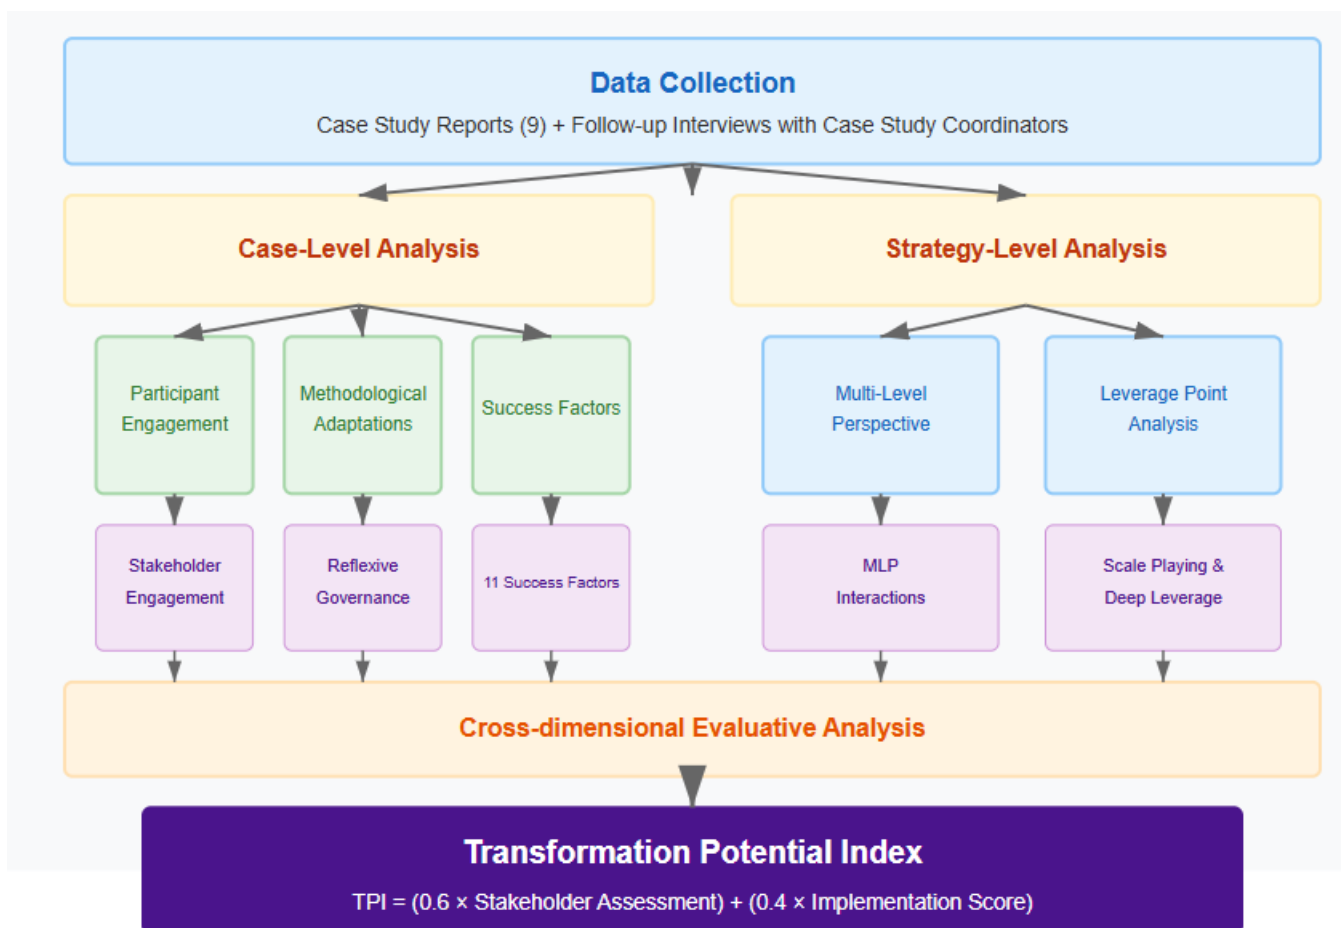 Data Collection
Case Study Reports (9) + Follow-up Interviews with Case Study Coordinators
Case-Level Analysis
Strategy-Level Analysis
Participant
Engagement
Methodological
Adaptations
Success Factors
Multi-Level
Perspective
Leverage Point
Analysis
Stakeholder
Engagement
Reflexive
Governance
11 Success Factors
MLP
Interactions
Scale Playing &
Deep Leverage
Cross-dimensional Evaluative Analysis
Transformation Potential Index
TPI = (0.6 × Stakeholder Assessment) + (0.4 × Implementation Score)